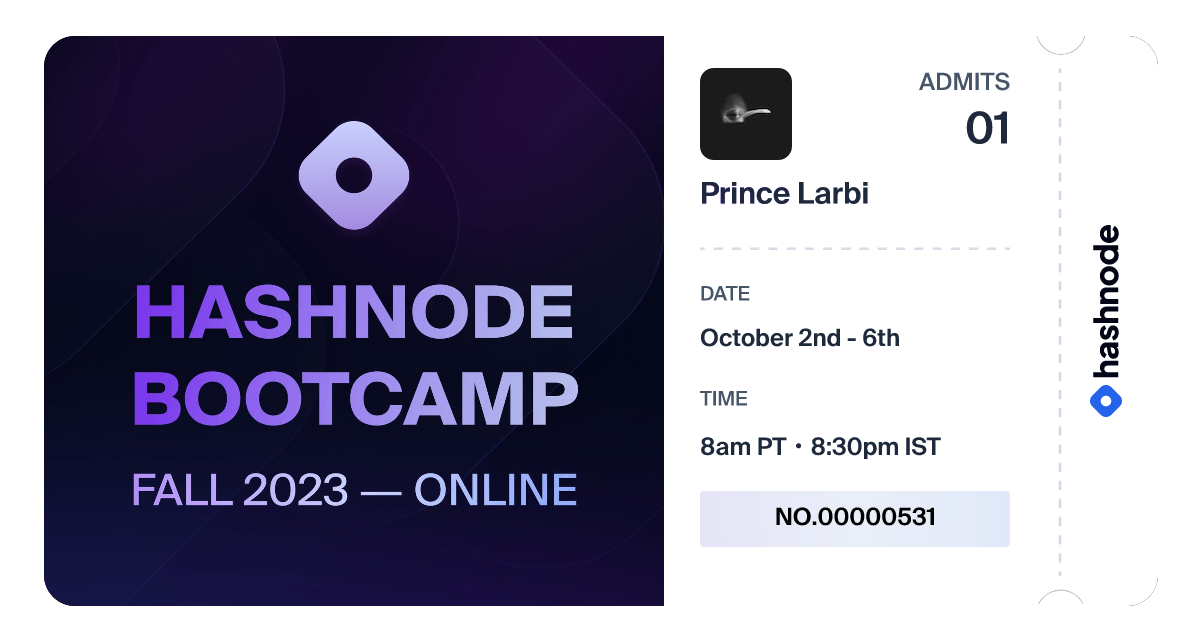 HASHNODE
BOOTCAMP
FALL 2023 — ONLINE
ADMITS
01
Prince Larbi
DATE
October 2nd - 6th
TIME
8am PT · 8:30pm IST
NO.00000531
hashnode